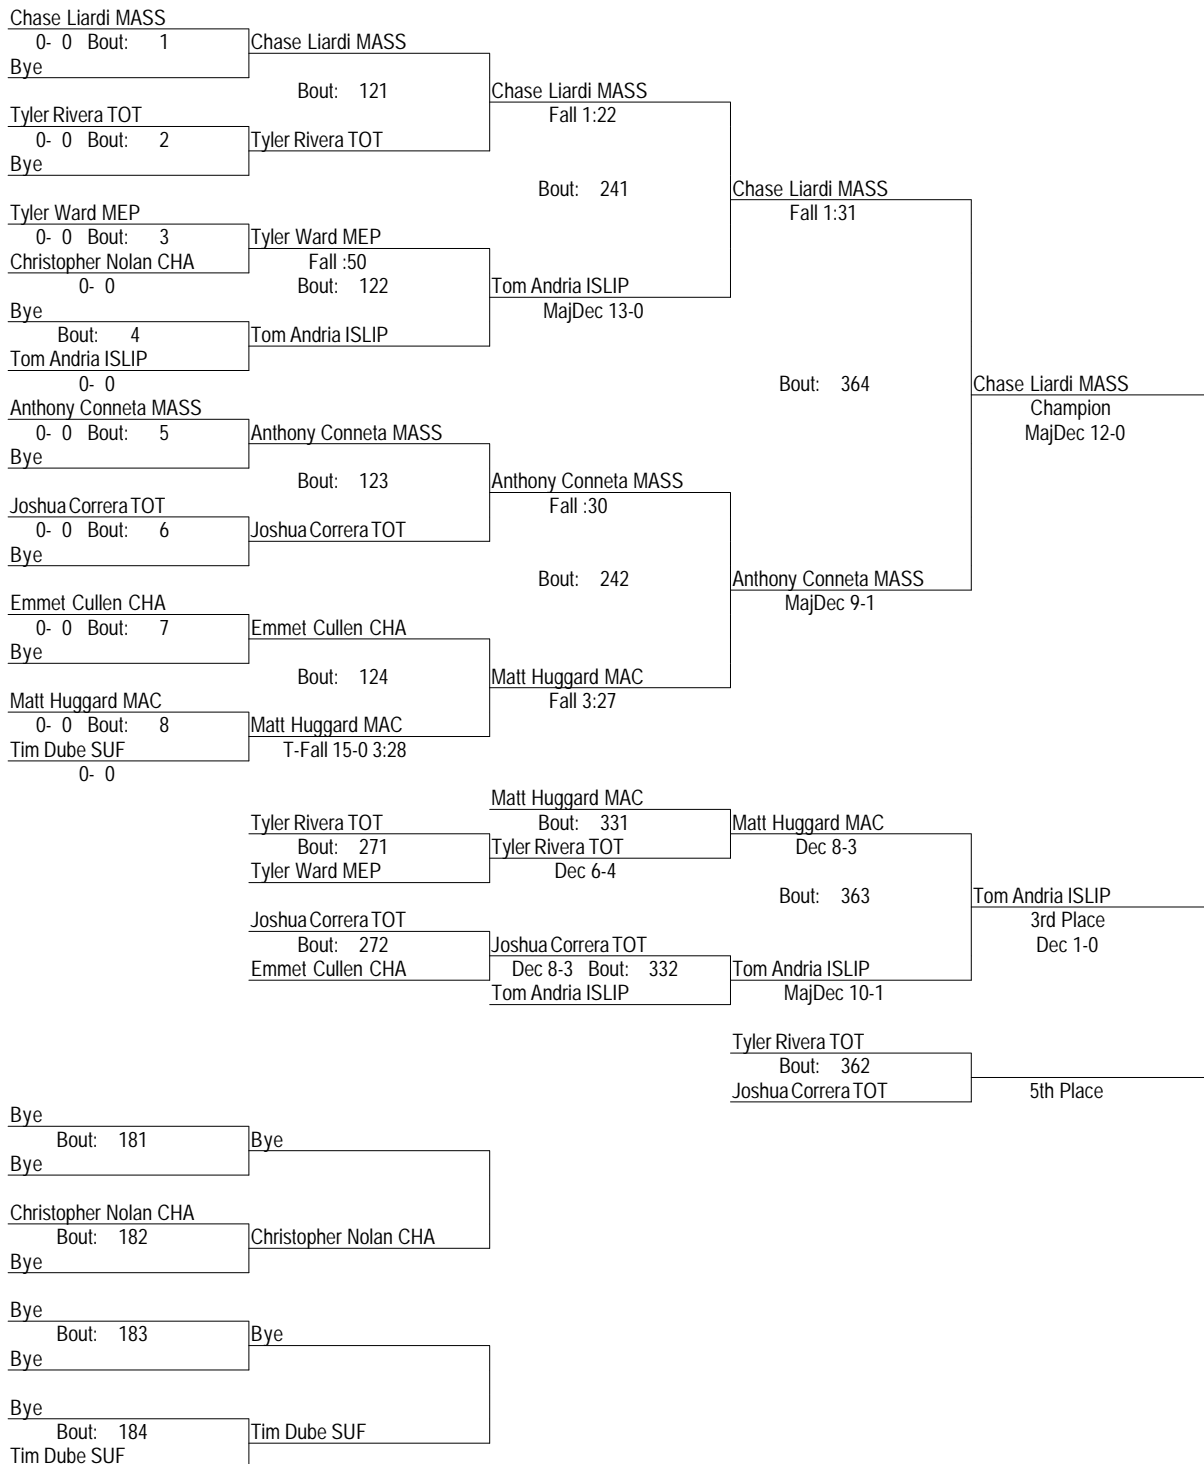 Chase Liardi MASS
0- 0 Bout: 1
Bye
Chase Liardi MASS
Bout: 121
Tyler Rivera TOT
0- 0 Bout: 2
Bye
Tyler Rivera TOT
Chase Liardi MASS
Fall 1:22
Bout: 241
Tyler Ward MEP
0- 0 Bout: 3
Christopher Nolan CHA
0- 0
Tyler Ward MEP
Fall :50
Bout: 122
Bye
Bout: 4
Tom Andria ISLIP
0- 0
Tom Andria ISLIP
Tom Andria ISLIP
MajDec 13-0
Chase Liardi MASS
Fall 1:31
Bout: 364
Chase Liardi MASS
Champion
MajDec 12-0
Anthony Conneta MASS
0- 0 Bout: 5
Bye
Anthony Conneta MASS
Bout: 123
Joshua Correra TOT
0- 0 Bout: 6
Bye
Joshua Correra TOT
Anthony Conneta MASS
Fall :30
Bout: 242
Anthony Conneta MASS
MajDec 9-1
Emmet Cullen CHA
0- 0 Bout: 7
Bye
Emmet Cullen CHA
Bout: 124
Matt Huggard MAC
0- 0 Bout: 8
Tim Dube SUF
0- 0
Matt Huggard MAC
T-Fall 15-0 3:28
Matt Huggard MAC
Fall 3:27
Tyler Rivera TOT
Bout: 271
Tyler Ward MEP
Matt Huggard MAC
Bout: 331
Tyler Rivera TOT
Dec 6-4
Matt Huggard MAC
Dec 8-3
Bout: 363
Joshua Correra TOT
Bout: 272
Emmet Cullen CHA
Joshua Correra TOT
Dec 8-3 Bout: 332
Tom Andria ISLIP
Tom Andria ISLIP
MajDec 10-1
Tom Andria ISLIP
3rd Place
Dec 1-0
Tyler Rivera TOT
Bout: 362
Joshua Correra TOT
5th Place
Bye
Bout: 181
Bye
Bye
Christopher Nolan CHA
Bout: 182
Bye
Christopher Nolan CHA
Bye
Bout: 183
Bye
Bye
Bye
Bout: 184
Tim Dube SUF
Tim Dube SUF